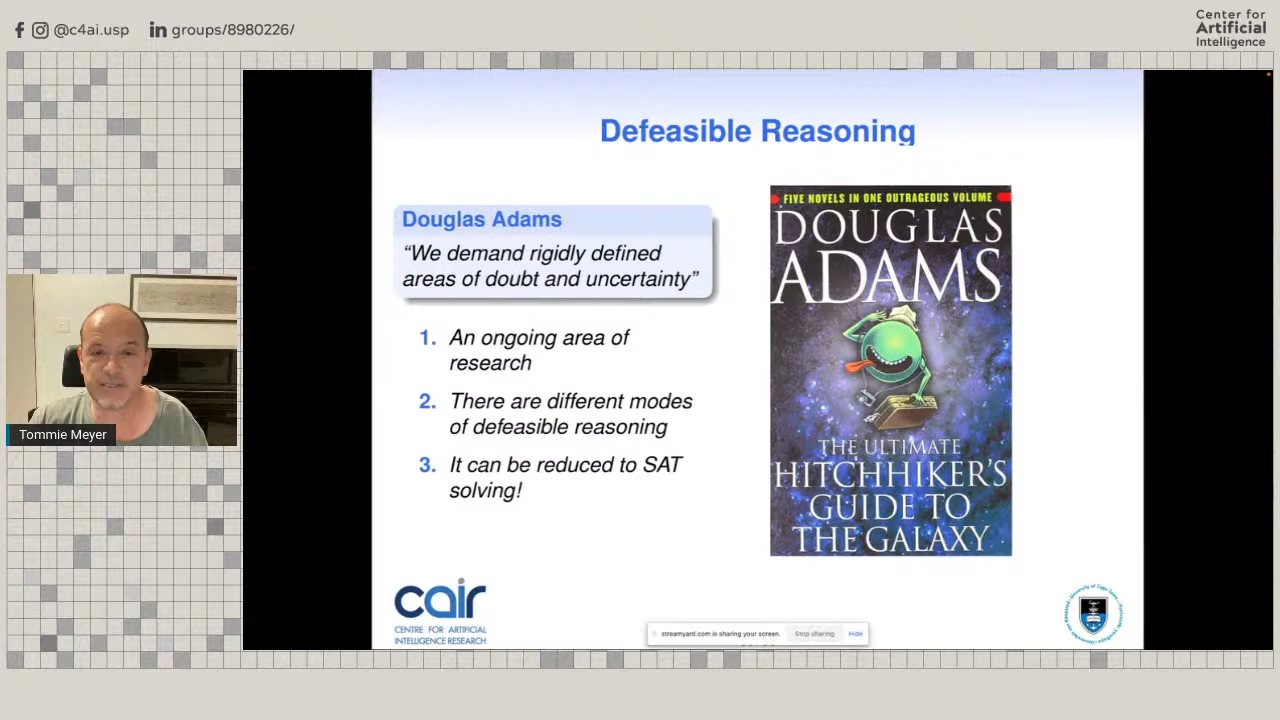 @c4ai.usp in groups/8980226/
Center for
Artificial
Intelligence
Defeasible Reasoning
Douglas Adams
“We demand rigidly defined
areas of doubt and uncertainty”
1. An ongoing area of
research
2. There are different modes
of defeasible reasoning
3. It can be reduced to SAT
solving!
FIVE NOVELS IN ONE OUTRAGEOUS VOLUME
DOUGLAS
ADAMS
THE ULTIMATE
HITCHHIKER'S
GUIDE TO
THE GALAXY
Tommie Meyer
cair
CENTRE FOR ARTIFICIAL
INTELLIGENCE RESEARCH
streamyard.com is sharing your screen. Stop sharing Hide